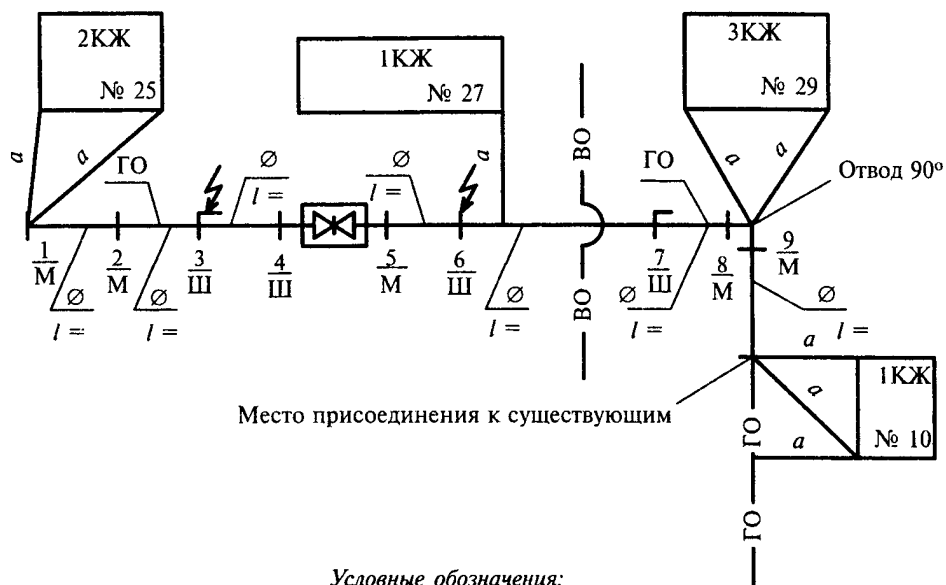 2КЖ
№ 25
1КЖ
№ 27
3КЖ
№ 29
a
a
ГО
∅
l =
∅
l =
a
ВО
a
a
Отвод 90°
ГО
1
М
2
М
3
Ш
4
Ш
5
М
6
Ш
7
Ш
8
М
9
М
∅
l =
∅
l =
∅
l =
∅
l =
∅
l =
ВО
a
1КЖ
Место присоединения к существующим
a
ГО
№ 10
a
ГО
Условные обозначения: